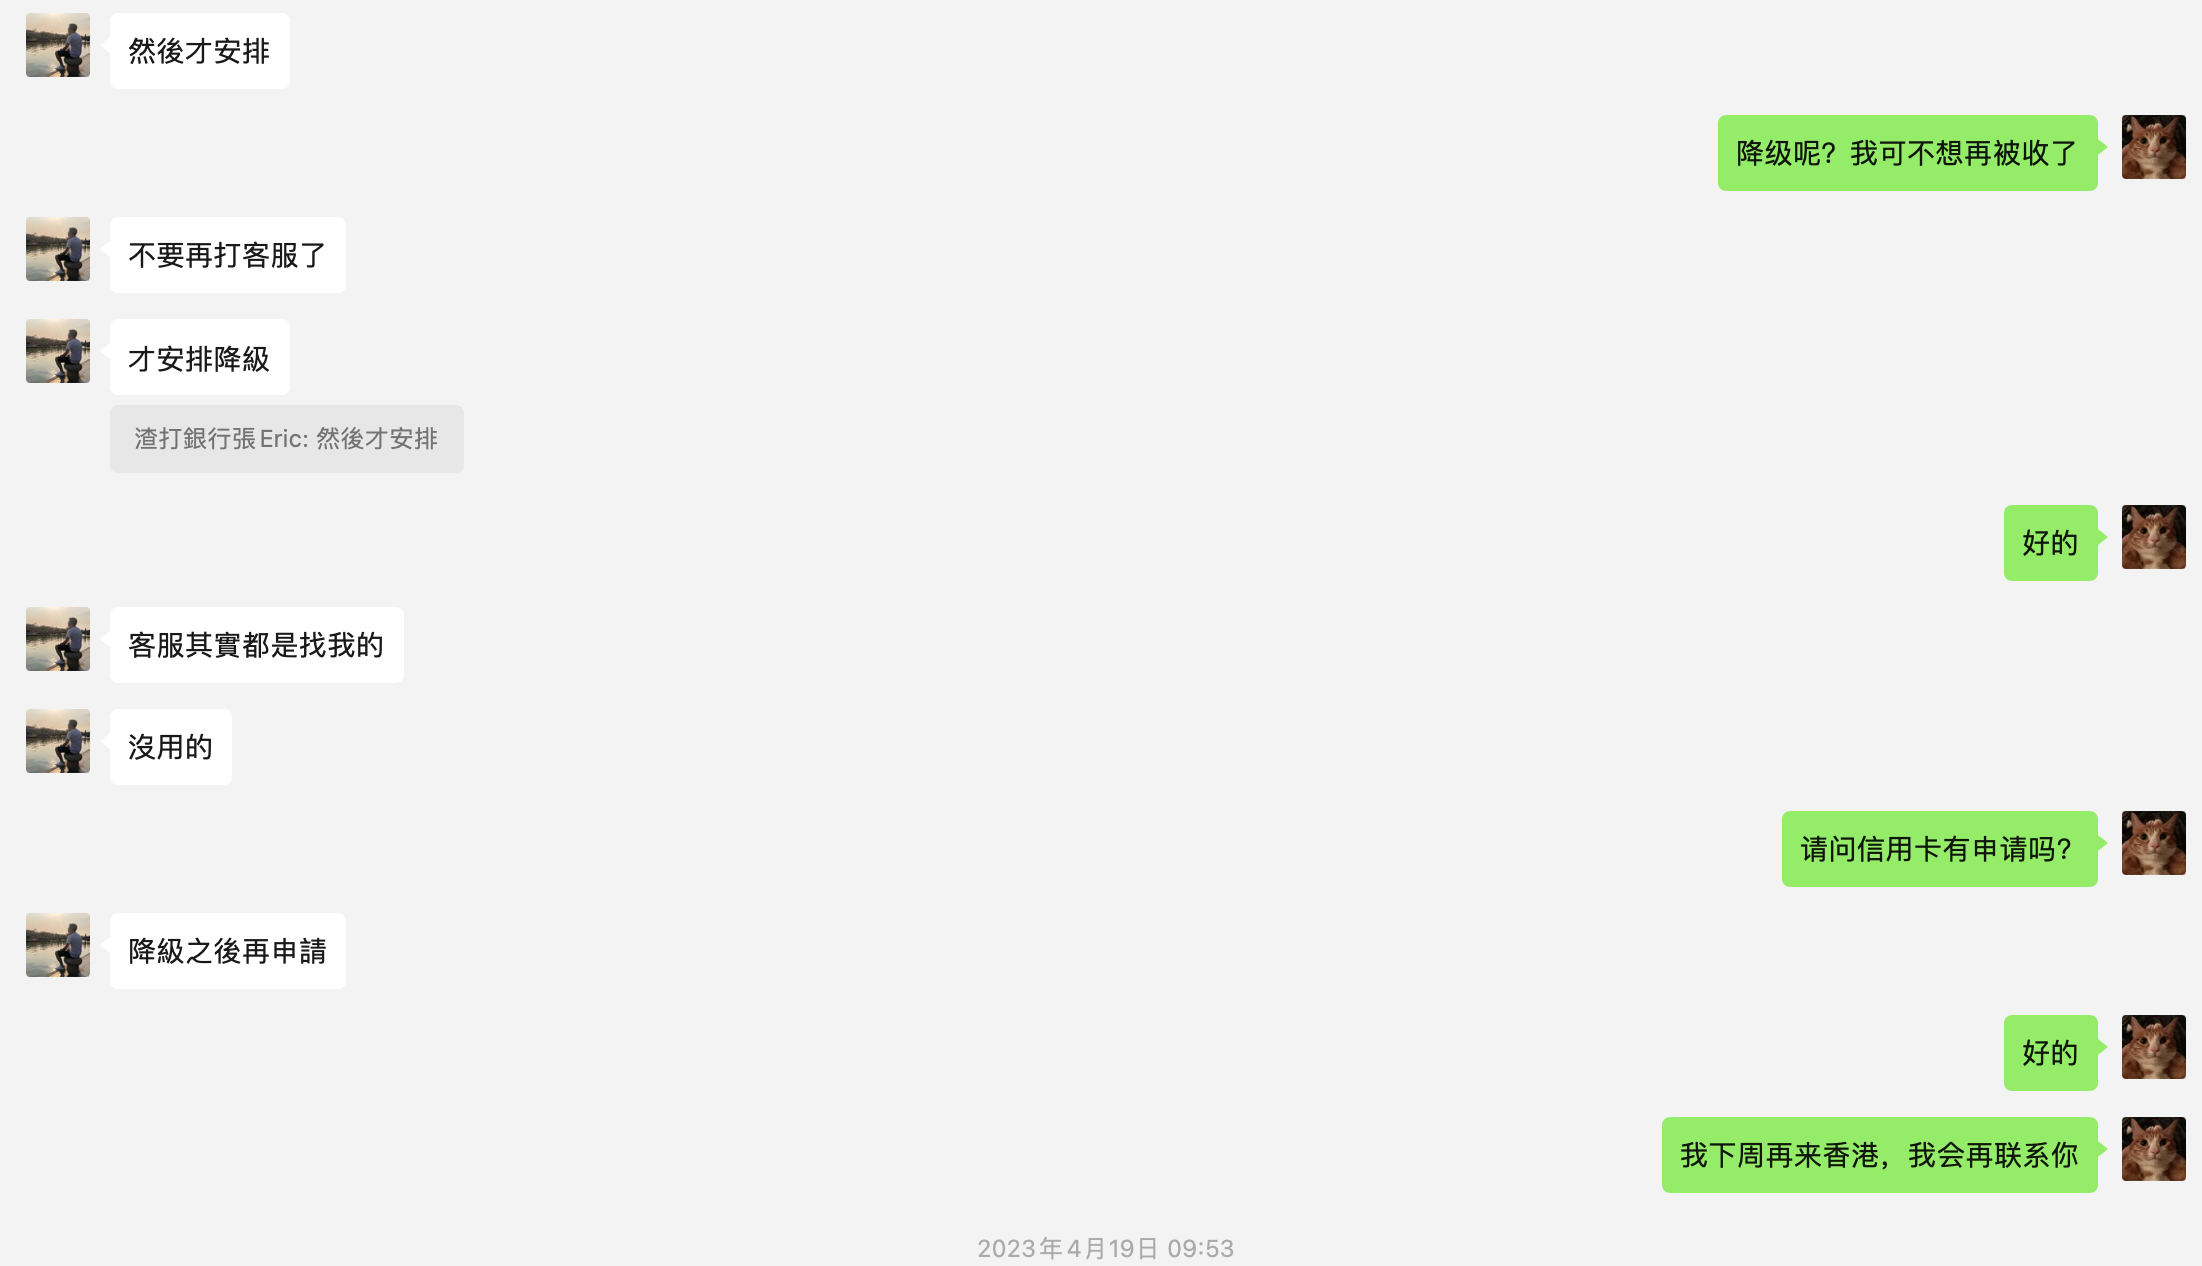 然後才安排
降级呢？我可不想再被收了
不要再打客服了
才安排降級
渣打銀行張Eric: 然後才安排
好的
客服其實都是找我的
沒用的
请问信用卡有申请吗？
降級之後再申請
好的
我下周再来香港，我会再联系你
2023年4月19日 09:53